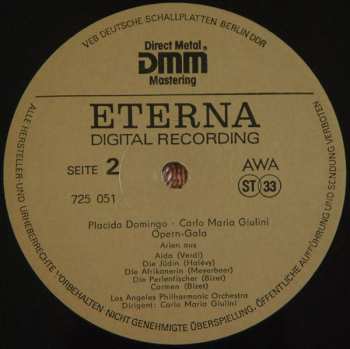 VEB DEUTSCHE SCHALLPLATTEN BERLIN DDR
Direct Metal
DMM®
Mastering
ETERNA
DIGITAL RECORDING
SEITE 2
AWA
ST 33
725 051
Placido Domingo · Carlo Maria Giulini
Opern-Gala
Arien aus
Aida (Verdi)
Die Jüdin (Halévy)
Die Afrikanerin (Meyerbeer)
Die Perlenfischer (Bizet)
Carmen (Bizet)
Los Angeles Philharmonic Orchestra
Dirigent: Carlo Maria Giulini
ALLE HERSTELLER- UND URHEBERRECHTE VORBEHALTEN NICHT GENEHMIGTE ÜBERSPIELUNG, ÖFFENTLICHE AUFFÜHRUNG UND SENDUNG VERBOTEN